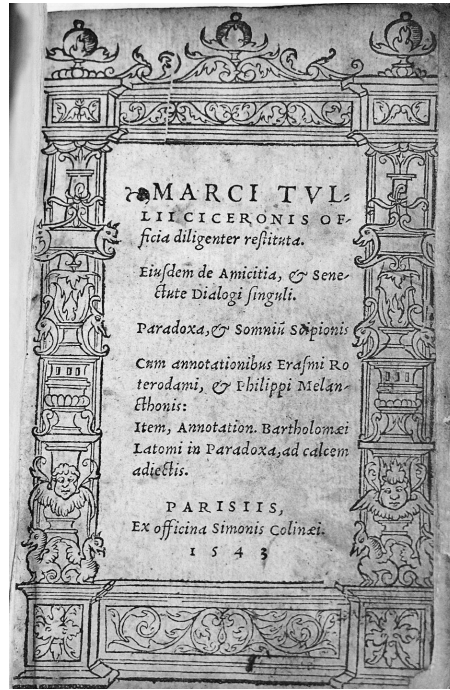 MARCI TVL-
LII CICERONIS OF-
ficia diligenter reſtituta.
Eiuſdem de Amicitia, & Sene-
ctute Dialogi ſinguli.
Paradoxa, & Somniũ Scipionis
Cum annotationibus Eraſmi Ro
terodami, & Philippi Melan-
cthonis:
Item, Annotation. Bartholomæi
Latomi in Paradoxa, ad calcem
adiectis.
PARISIIS,
Ex officina Simonis Colinæi.
1543